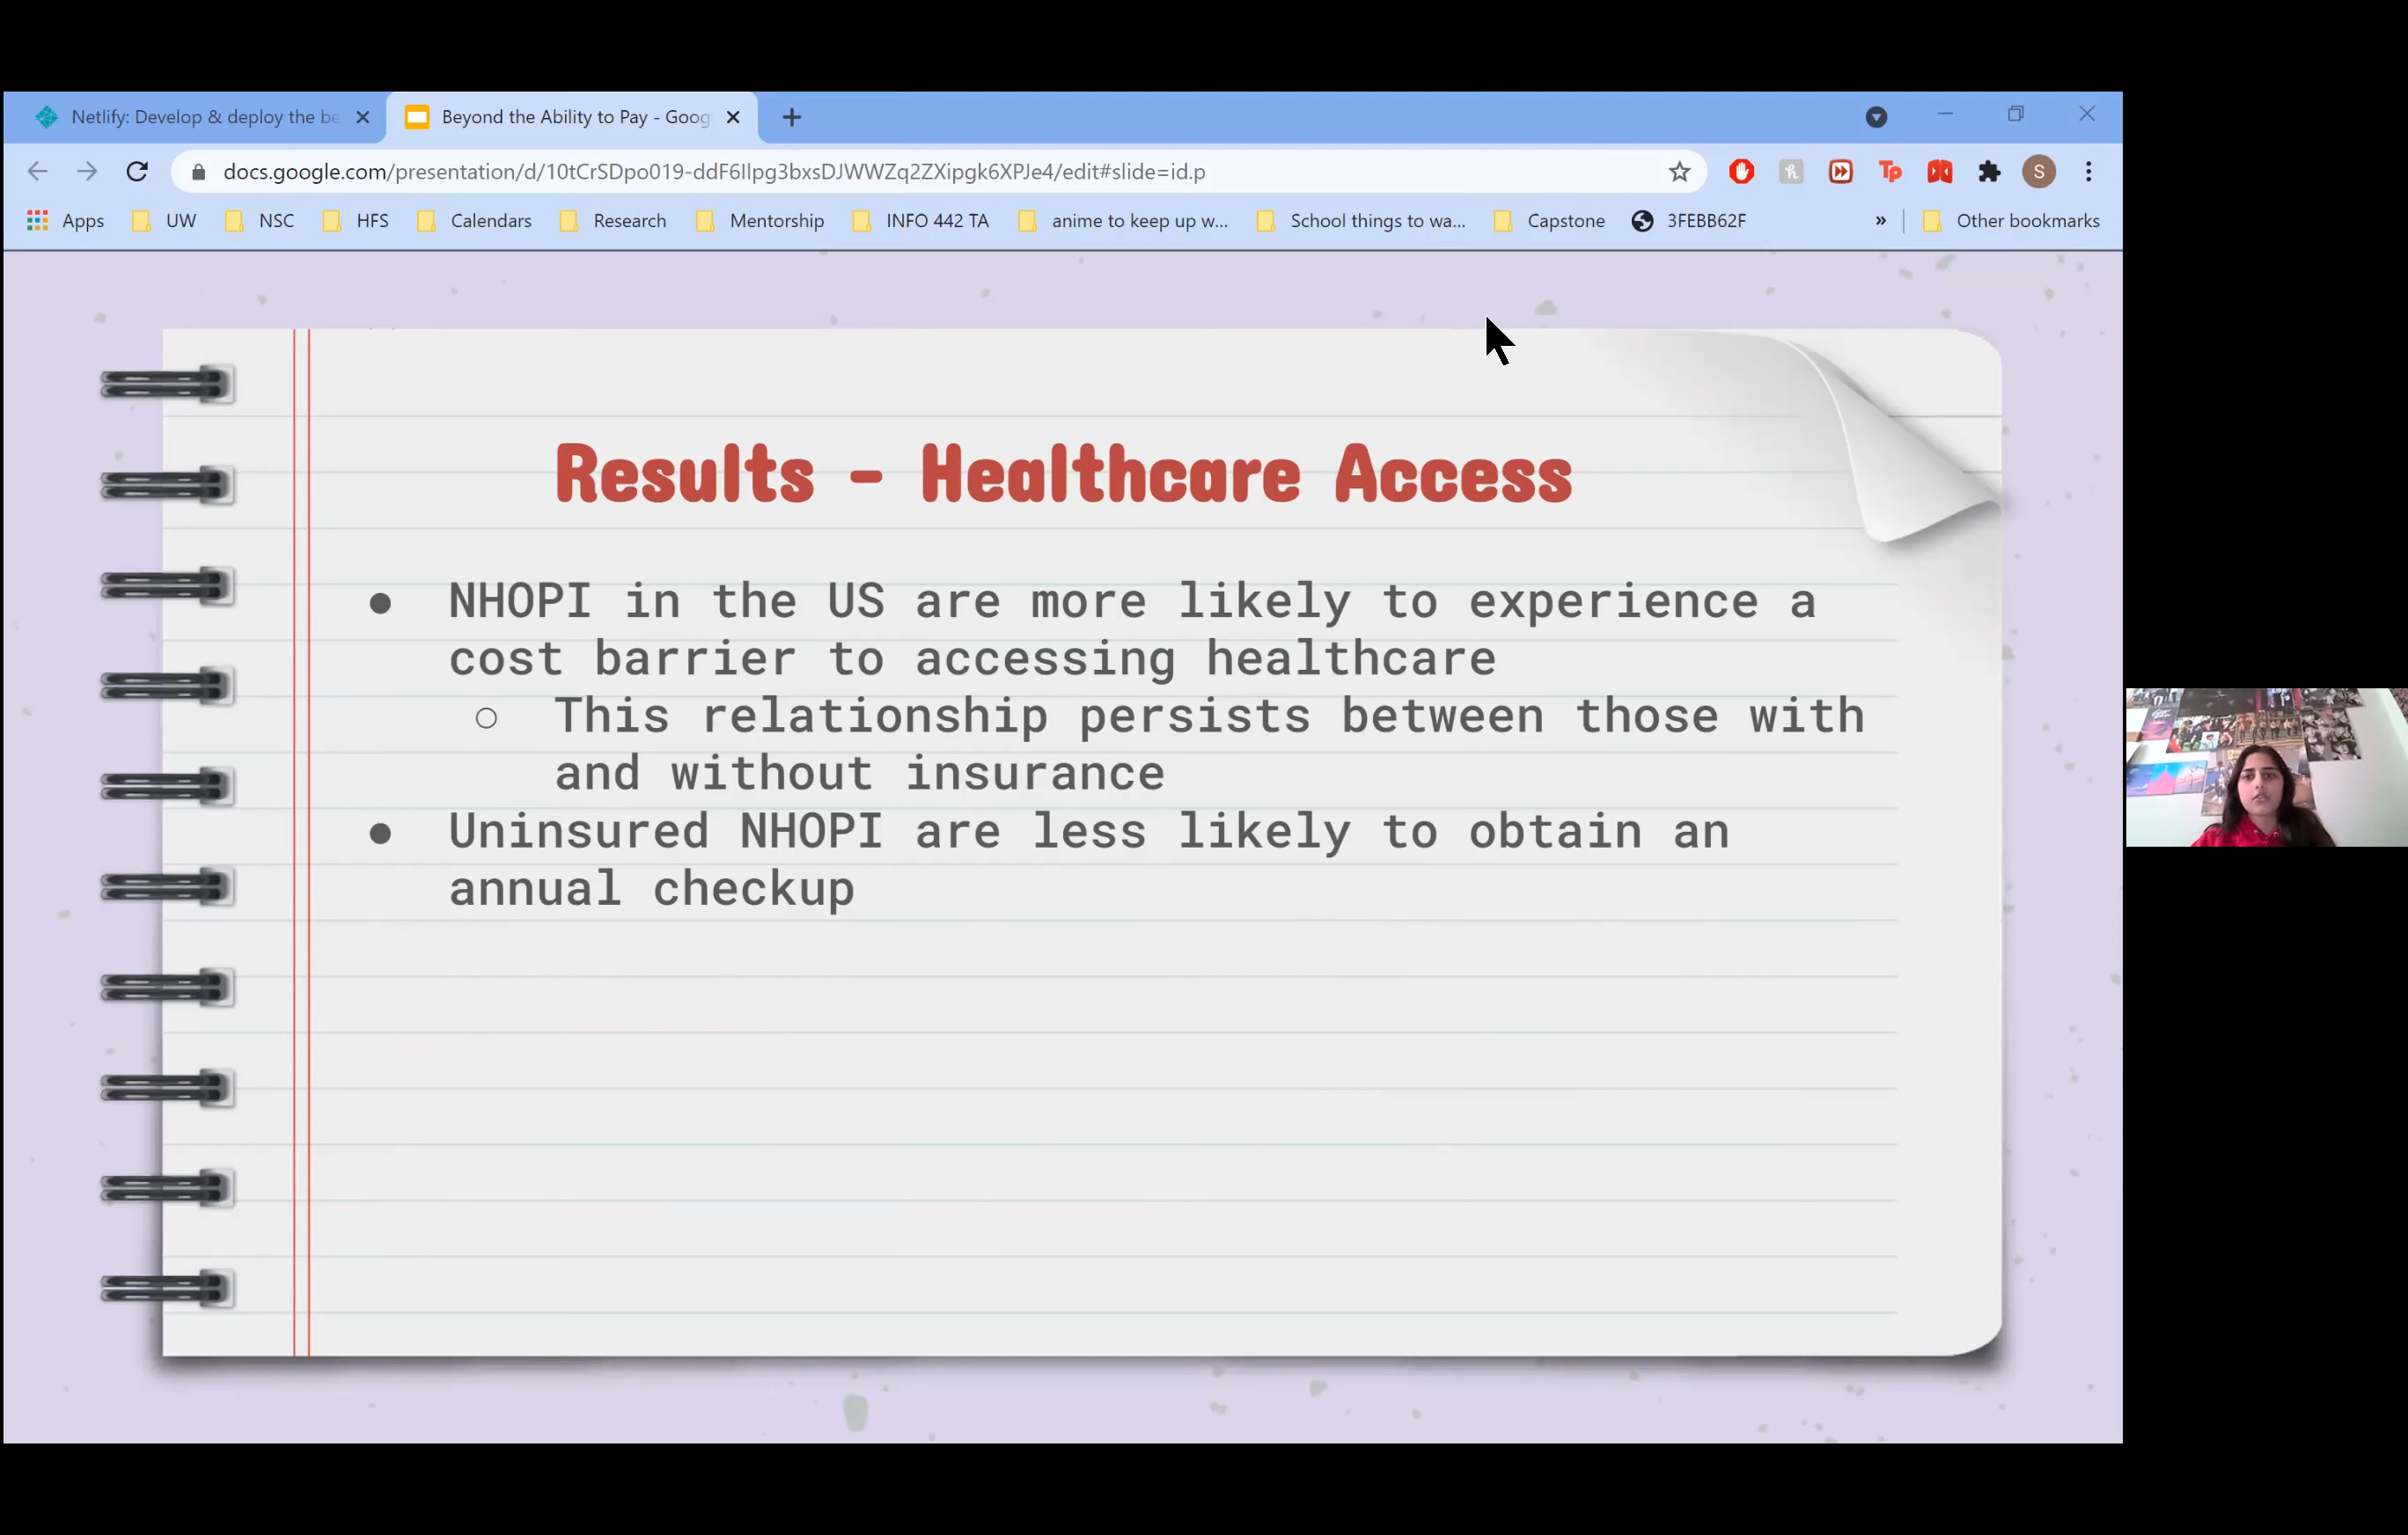 Netlify: Develop & deploy the be
Beyond the Ability to Pay - Goog
docs.google.com/presentation/d/10tCrSDpo019-ddF6Ilpg3bxsDJWWZq2ZXipgk6XPJe4/edit#slide=id.p
Tp
S
Apps UW NSC HFS Calendars Research Mentorship INFO 442 TA anime to keep up w... School things to wa... Capstone 3FEBB62F » Other bookmarks
Results - Healthcare Access
● NHOPI in the US are more likely to experience a
cost barrier to accessing healthcare
○ This relationship persists between those with
and without insurance
● Uninsured NHOPI are less likely to obtain an
annual checkup